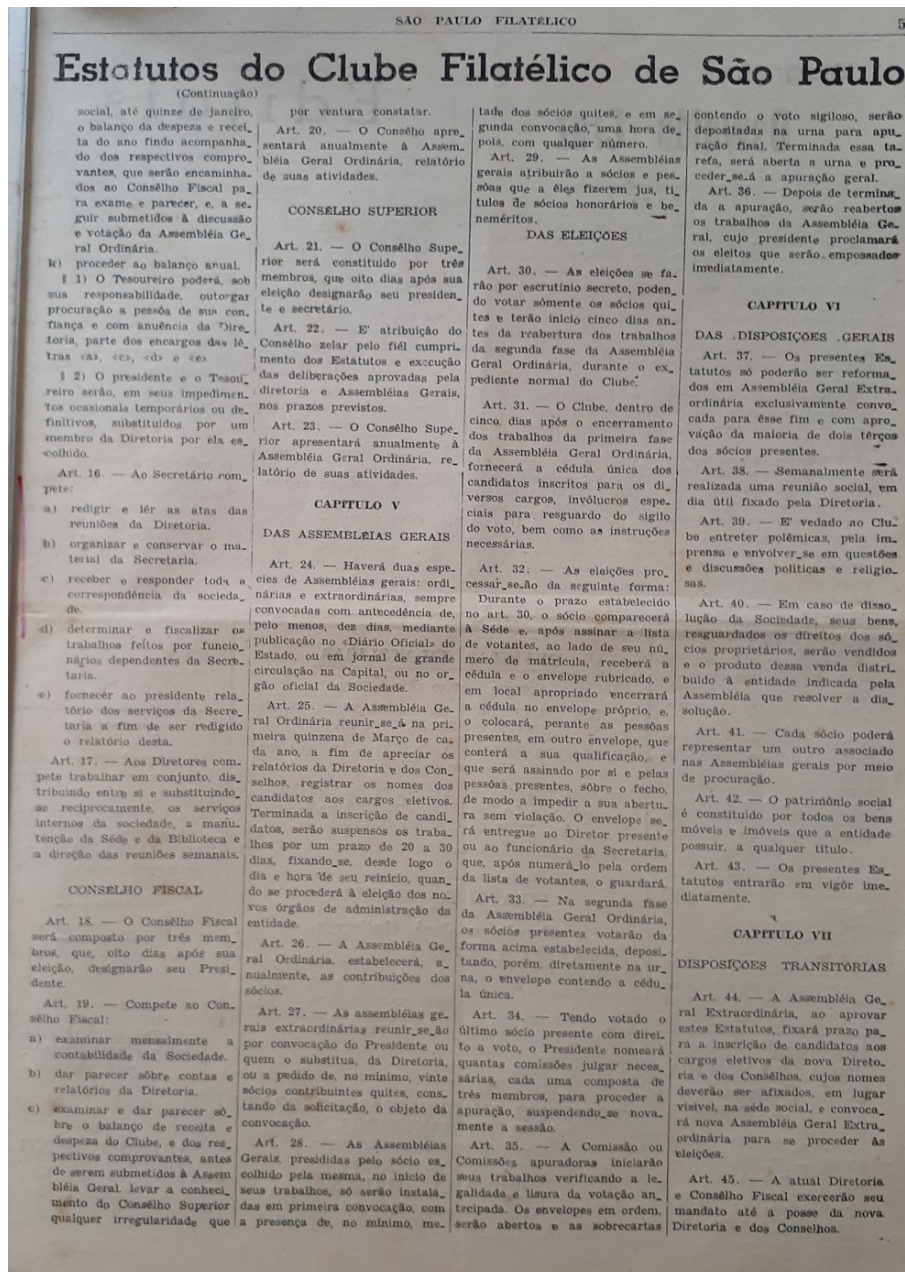 SÃO PAULO FILATÉLICO
5
Estatutos do Clube Filatélico de São Paulo
(Continuação)
social, até quinze de janeiro,
o balanço da despeza e recei_
ta do ano findo acompanha_
do dos respectivos compro_
vantes, que serão encaminha_
dos ao Consêlho Fiscal pa_
ra exame e parecer, e, a se_
guir submetidos à discussão
e votação da Assembléia Ge_
ral Ordinária.
k) proceder ao balanço anual.
§ 1) O Tesoureiro poderá, sob
sua responsabilidade, outorgar
procuração a pessôa de sua con_
fiança e com anuência da Dire_
toria, parte dos encargos das lê_
tras «a», «c», «d» e «e»
§ 2) O presidente e o Tesou_
reiro serão, em seus impedimen_
tos ocasionais temporários ou de_
finitivos, substituidos por um
membro da Diretoria por ela es_
colhido.
Art. 16. — Ao Secretário com_
pete:
a) redigir e lêr as atas das
reuniões da Diretoria.
b) organizar e conservar o ma_
terial da Secretaria.
c) receber e responder toda a
correspondência da socieda_
de.
d) determinar e fiscalizar os
trabalhos feitos por funcio_
nários dependentes da Secre_
taria.
e) fornecer ao presidente rela_
tório dos serviços da Secre_
taria a fim de ser redigido
o relatório desta.
Art. 17. — Aos Diretores com_
pete trabalhar em conjunto, dis_
tribuindo entre si e substituindo_
se reciprocamente, os serviços
internos da sociedade, a manu_
tenção da Séde e da Biblioteca e
a direção das reuniões semanais.
CONSÊLHO FISCAL
Art. 18. — O Consêlho Fiscal
será composto por três mem_
bros, que, oito dias após sua
eleição, designarão seu Presi_
dente.
Art. 19. — Compete ao Con_
sêlho Fiscal:
a) examinar mensalmente a
contabilidade da Sociedade.
b) dar parecer sôbre contas e
relatórios da Diretoria.
c) examinar e dar parecer sô_
bre o balanço de receita e
despeza do Clube, e dos res_
pectivos comprovantes, antes
de serem submetidos à Assem
bléia Geral, levar a conheci_
mento do Conselho Superior
qualquer irregularidade que
por ventura constatar.
Art. 20. — O Consêlho apre_
sentará anualmente à Assem_
bléia Geral Ordinária, relatório
de suas atividades.
CONSÊLHO SUPERIOR
Art. 21. — O Consêlho Supe_
rior será constituido por três
membros, que oito dias após sua
eleição designarão seu presiden_
te e secretário.
Art. 22. — E' atribuição do
Consêlho zelar pelo fiél cumpri_
mento dos Estatutos e execução
das deliberações aprovadas pela
diretoria e Assembléias Gerais,
nos prazos previstos.
Art. 23. — O Consêlho Supe_
rior apresentará anualmente à
Assembléia Geral Ordinária, re_
latório de suas atividades.
CAPITULO V
DAS ASSEMBLÉIAS GERAIS
Art. 24. — Haverá duas espe_
cies de Assembléias gerais: ordi_
nárias e extraordinárias, sempre
convocadas com antecedência de,
pelo menos, dez dias, mediante
publicação no «Diário Oficial» do
Estado, ou em jornal de grande
circulação na Capital, ou no or_
gão oficial da Sociedade.
Art. 25. — A Assembléia Ge_
ral Ordinária reunir_se_á na pri_
meira quinzena de Março de ca_
da ano, a fim de apreciar os
relatórios da Diretoria e dos Con_
selhos, registrar os nomes dos
candidatos aos cargos eletivos.
Terminada a inscrição de candi_
datos, serão suspensos os traba_
lhos por um prazo de 20 a 30
dias, fixando_se, desde logo o
dia e hora de seu reinicio, quan_
do se procederá à eleição dos no_
vos órgãos de administração da
entidade.
Art. 26. — A Assembléia Ge_
ral Ordinária, estabelecerá, a_
nualmente, as contribuições dos
sócios.
Art. 27. — As assembléias ge_
rais extraordinárias reunir_se_ão
por convocação do Presidente ou
quem o substitua, da Diretoria,
ou a pedido de, no minimo, vinte
sócios contribuintes quites, cons_
tando da solicitação, o objeto da
convocação.
Art. 28. — As Assembléias
Gerais, presididas pelo sócio es_
colhido pela mesma, no inicio de
seus trabalhos, só serão instala_
das em primeira convocação, com
a presença de, no mínimo, me_
tade dos sócios quites, e em se_
gunda convocação, uma hora de_
pois, com qualquer número.
Art. 29. — As Assembléias
gerais atribuirão a sócios e pes_
sôas que a êles fizerem jus, ti_
tulos de sócios honorários e be_
neméritos.
DAS ELEIÇÕES
Art. 30. — As eleições se fa_
rão por escrutinio secreto, poden_
do votar sòmente os sócios qui_
tes e terão início cinco dias an_
tes da reabertura dos trabalhos
da segunda fase da Assembléia
Geral Ordinária, durante o ex_
pediente normal do Clube.
Art. 31. — O Clube, dentro de
cinco, dias após o encerramento
dos trabalhos da primeira fase
da Assembléia Geral Ordinária,
fornecerá a cédula única dos
candidatos inscritos para os di_
versos cargos, invólucros espe_
ciais para resguardo do sigilo
do voto, bem como as instruções
necessárias.
Art. 32. — As eleições pro_
cessar_se_ão da seguinte forma:
Durante o prazo estabelecido
no art. 30, o sócio comparecerá
à Séde e, após assinar a lista
de votantes, ao lado de seu nú_
mero de matrícula, receberá a
cédula e o envelope rubricado, e
em local apropriado encerrará
a cédula no envelope próprio, e,
o colocará, perante as pessôas
presentes, em outro envelope, que
conterá a sua qualificação, e
que será assinado por si e pelas
pessôas presentes, sôbre o fecho,
de modo a impedir a sua abertu_
ra sem violação. O envelope se_
rá entregue ao Diretor presente
ou ao funcionário da Secretaria,
que, após numerá_lo pela ordem
da lista de votantes, o guardará.
Art. 33. — Na segunda fase
da Assembléia Geral Ordinária,
os sócios presentes votarão da
forma acima estabelecida, deposi_
tando, porém, diretamente na ur_
na, o envelope contendo a cédu_
la única.
Art. 34. — Tendo votado o
último sócio presente com direi_
to a voto, o Presidente nomeará
quantas comissões julgar neces_
sárias, cada uma composta de
três membros, para proceder a
apuração, suspendendo_se nova_
mente a sessão.
Art. 35. — A Comissão ou
Comissões apuradoras iniciarão
seus trabalhos verificando a le_
galidade e lisura da votação an_
tecipada. Os envelopes em ordem,
serão abertos e as sobrecartas
contendo o voto sigiloso, serão
depositadas na urna para apu_
ração final. Terminada essa ta_
refa, será aberta a urna e pro_
ceder_se_á a apuração geral.
Art. 36. — Depois de termina_
da a apuração, serão reabertos
os trabalhos da Assembléia Ge_
ral, cujo presidente proclamará
os eleitos que serão empossados
imediatamente.
CAPITULO VI
DAS .DISPOSIÇÕES .GERAIS
Art. 37. — Os presentes Es_
tatutos só poderão ser reforma_
dos em Assembléia Geral Extra_
ordinária exclusivamente convo_
cada para êsse fim e com apro_
vação da maioria de dois têrços
dos sócios presentes.
Art. 38. — Semanalmente será
realizada uma reunião social, em
dia útil fixado pela Diretoria.
Art. 39. — E' vedado ao Clu_
be entreter polêmicas, pela im_
prensa e envolver_se em questões
e discussões politicas e religio_
sas.
Art. 40. — Em caso de disso_
lução da Sociedade, seus bens,
resguardados os direitos dos só_
cios proprietários, serão vendidos
e o produto dessa venda distri_
buido à entidade indicada pela
Assembléia que resolver a dis_
solução.
Art. 41. — Cada sócio poderá
representar um outro associado
nas Assembléias gerais por meio
de procuração.
Art. 42. — O patrimônio social
é constituido por todos os bens
móveis e imóveis que a entidade
possuir, a qualquer título.
Art. 43. — Os presentes Es_
tatutos entrarão em vigôr ime_
diatamente.
CAPITULO VII
DISPOSIÇÕES TRANSITÓRIAS
Art. 44. — A Assembléia Ge_
ral Extraordinária, ao aprovar
estes Estatutos, fixará prazo pa_
ra a inscrição de candidatos aos
cargos eletivos da nova Direto_
ria e dos Conselhos, cujos nomes
deverão ser afixados, em lugar
visivel, na séde social, e convoca_
rá nova Assembléia Geral Extra_
ordinária para se proceder às
eleições.
Art. 45. — A atual Diretoria
e Conselho Fiscal exercerão seu
mandato até a posse da nova
Diretoria e dos Conselhos.